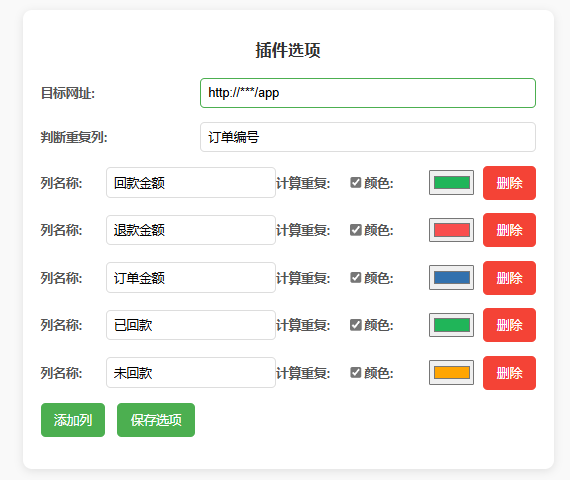 插件选项
目标网址: http://***/app
判断重复列: 订单编号
列名称: 回款金额 计算重复: 颜色: 删除
列名称: 退款金额 计算重复: 颜色: 删除
列名称: 订单金额 计算重复: 颜色: 删除
列名称: 已回款 计算重复: 颜色: 删除
列名称: 未回款 计算重复: 颜色: 删除
添加列 保存选项